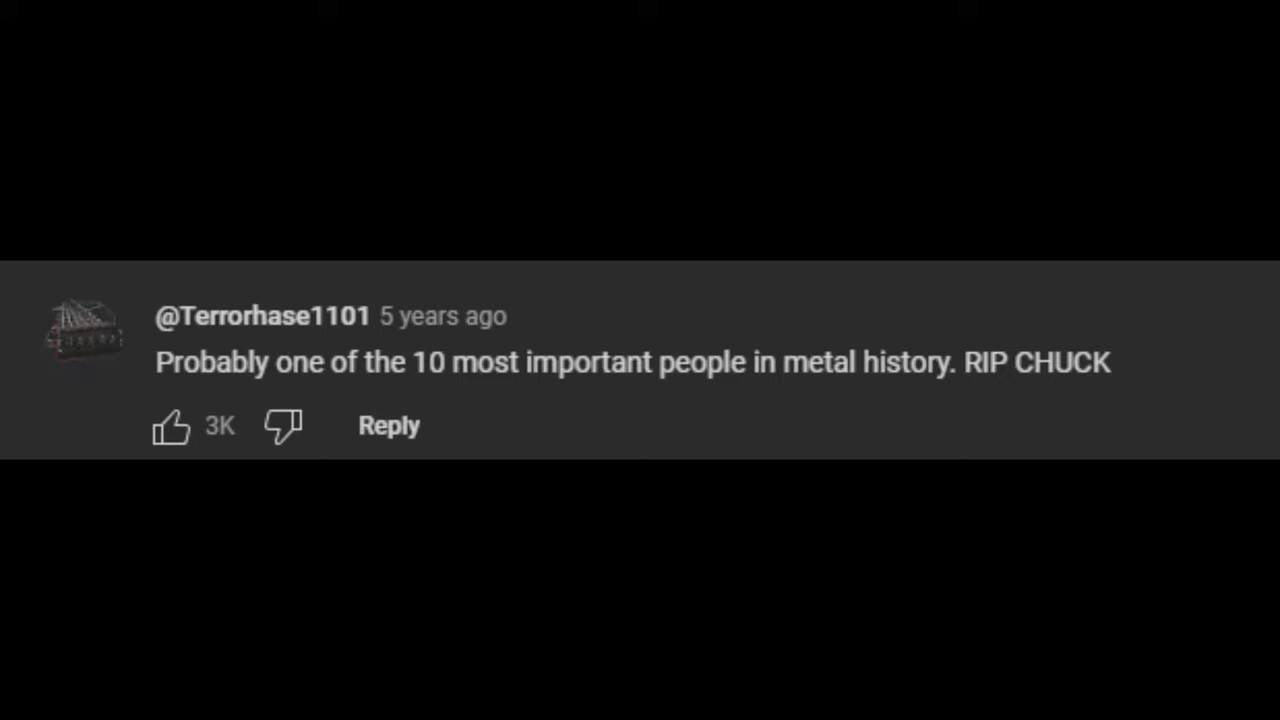 @Terrorhase1101 5 years ago
Probably one of the 10 most important people in metal history. RIP CHUCK
3K Reply